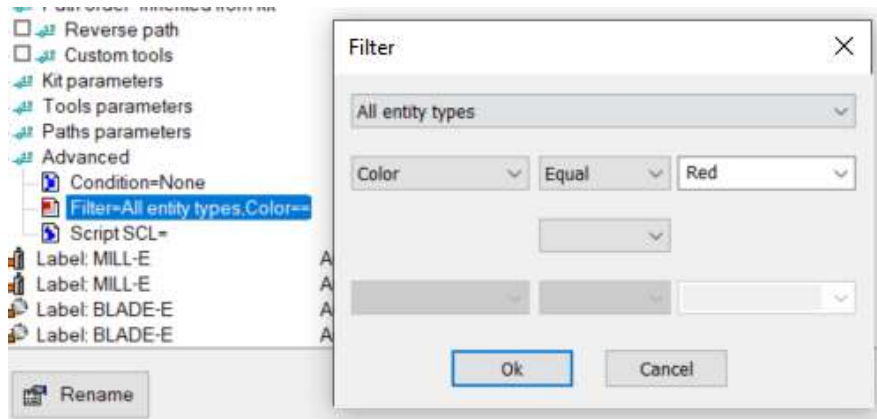 Reverse path
Custom tools
Kit parameters
Tools parameters
Paths parameters
Advanced
Condition=None
Filter=All entity types,Color==
Script SCL=
Label: MILL-E A
Label: MILL-E A
Label: BLADE-E A
Label: BLADE-E A
Rename
Filter
All entity types
Color Equal Red
Ok Cancel